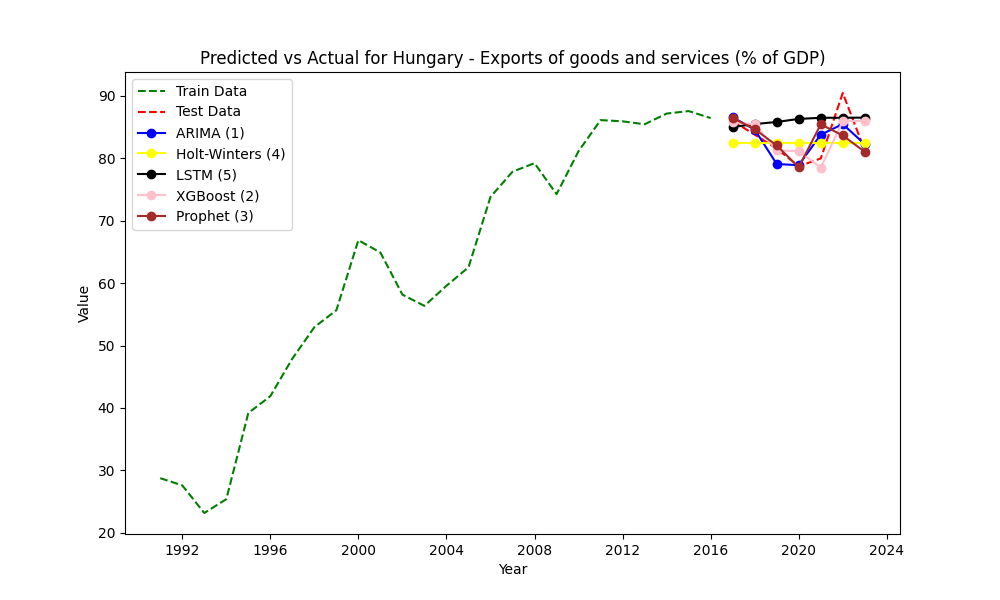 Predicted vs Actual for Hungary - Exports of goods and services (% of GDP)
Train Data
Test Data
ARIMA (1)
Holt-Winters (4)
LSTM (5)
XGBoost (2)
Prophet (3)
90
80
70
60
50
40
30
20
Value
1992 1996 2000 2004 2008 2012 2016 2020 2024
Year